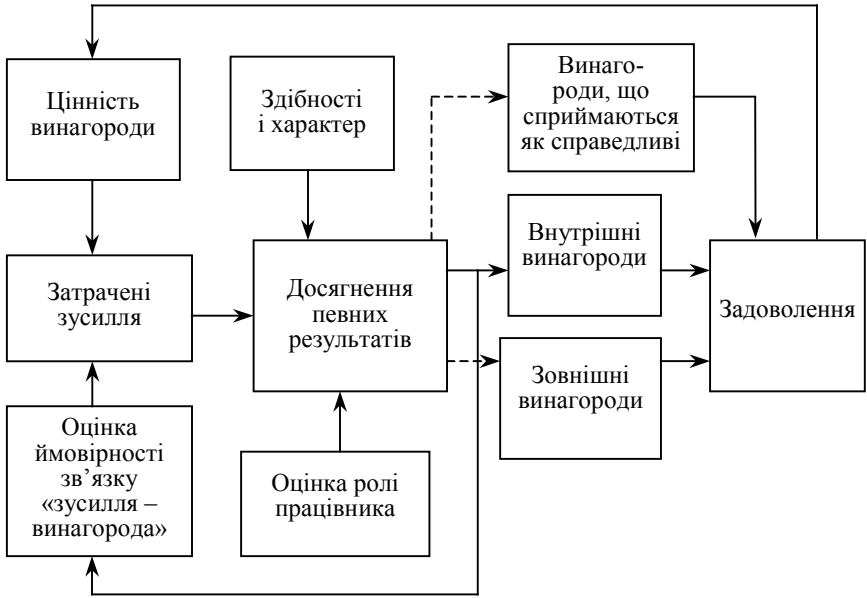 Цінність
винагороди
Здібності
і характер
Винаго-
роди, що
сприймаються
як справедливі
Затрачені
зусилля
Досягнення
певних
результатів
Внутрішні
винагороди
Задоволення
Зовнішні
винагороди
Оцінка
ймовірності
зв’язку
«зусилля –
винагорода»
Оцінка ролі
працівника